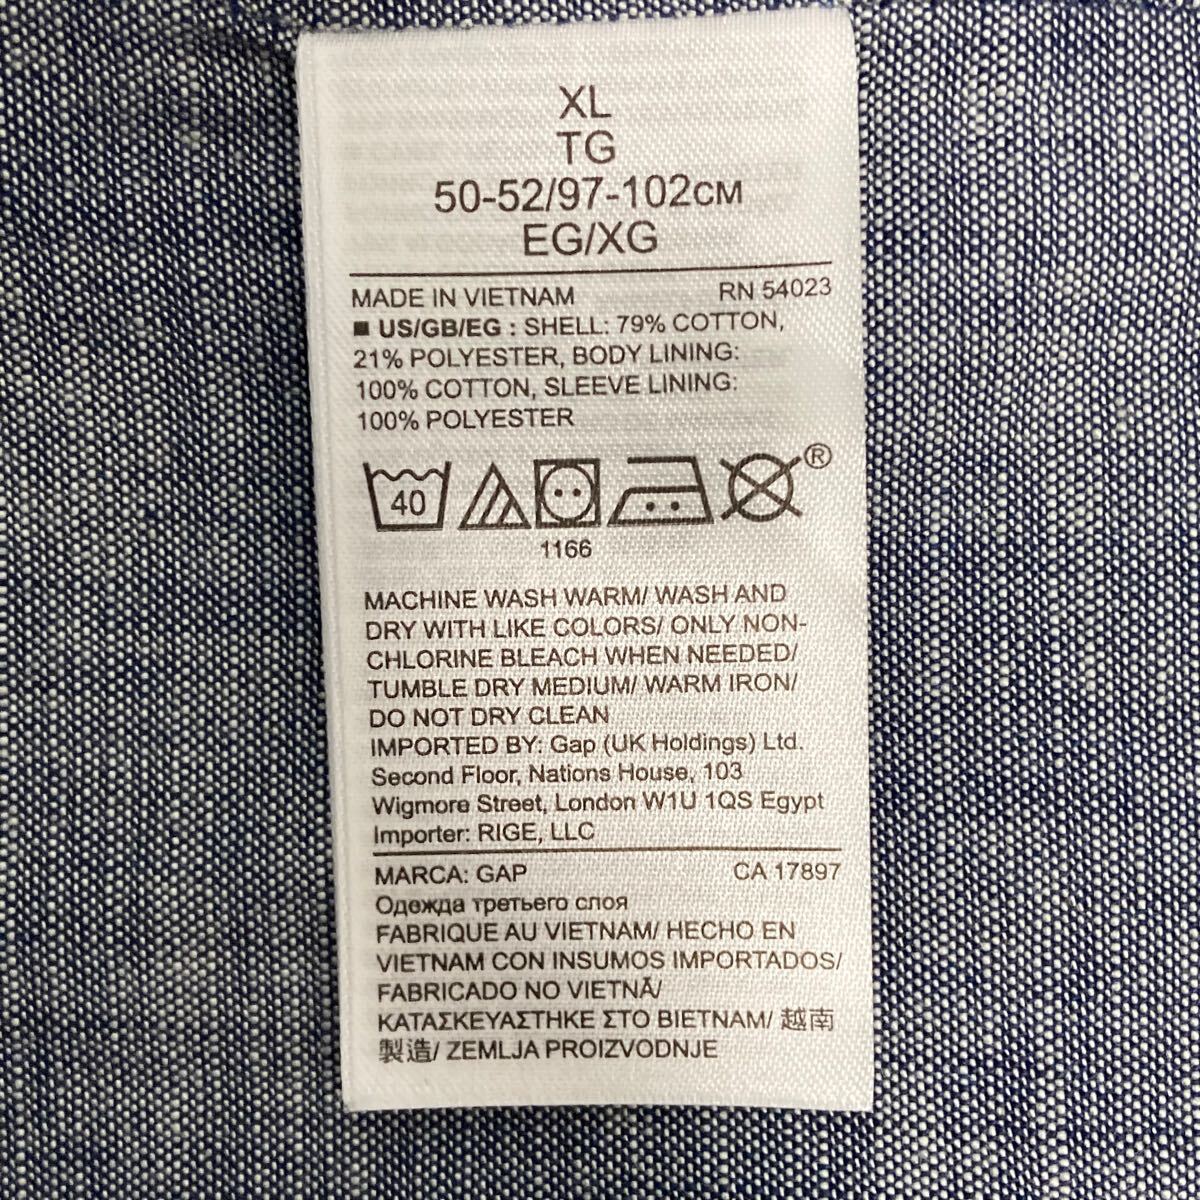 XL
TG
50-52/97-102CM
EG/XG
MADE IN VIETNAM RN 54023
■ US/GB/EG : SHELL: 79% COTTON,
21% POLYESTER, BODY LINING:
100% COTTON, SLEEVE LINING:
100% POLYESTER
40
®
1166
MACHINE WASH WARM/ WASH AND
DRY WITH LIKE COLORS/ ONLY NON-
CHLORINE BLEACH WHEN NEEDED/
TUMBLE DRY MEDIUM/ WARM IRON/
DO NOT DRY CLEAN
IMPORTED BY: Gap (UK Holdings) Ltd.
Second Floor, Nations House, 103
Wigmore Street, London W1U 1QS Egypt
Importer: RIGE, LLC
MARCA: GAP CA 17897
Одежда третьего слоя
FABRIQUE AU VIETNAM/ HECHO EN
VIETNAM CON INSUMOS IMPORTADOS/
FABRICADO NO VIETNÃ/
ΚΑΤΑΣΚΕΥΑΣΤΗΚΕ ΣΤΟ ΒΙΕΤΝΑΜ/ 越南
製造/ ZEMLJA PROIZVODNJE